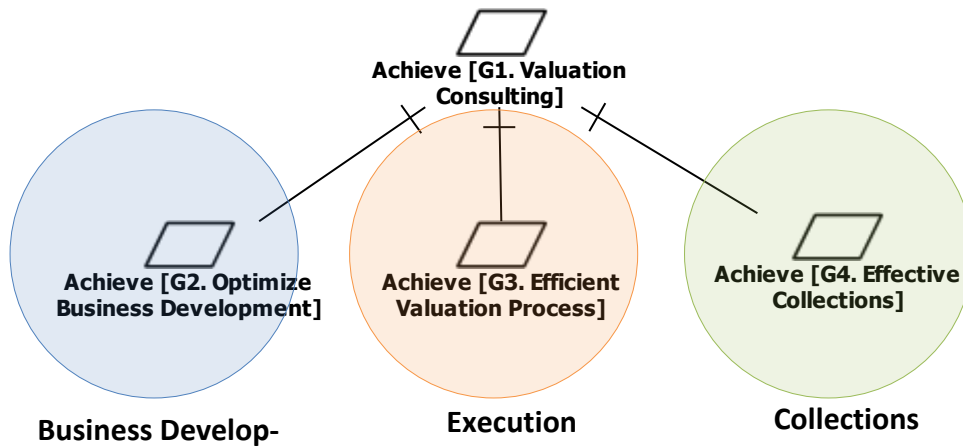 Achieve [G1. Valuation
Consulting]
Achieve [G2. Optimize
Business Development]
Achieve [G3. Efficient
Valuation Process]
Achieve [G4. Effective
Collections]
Business Develop-
Execution
Collections